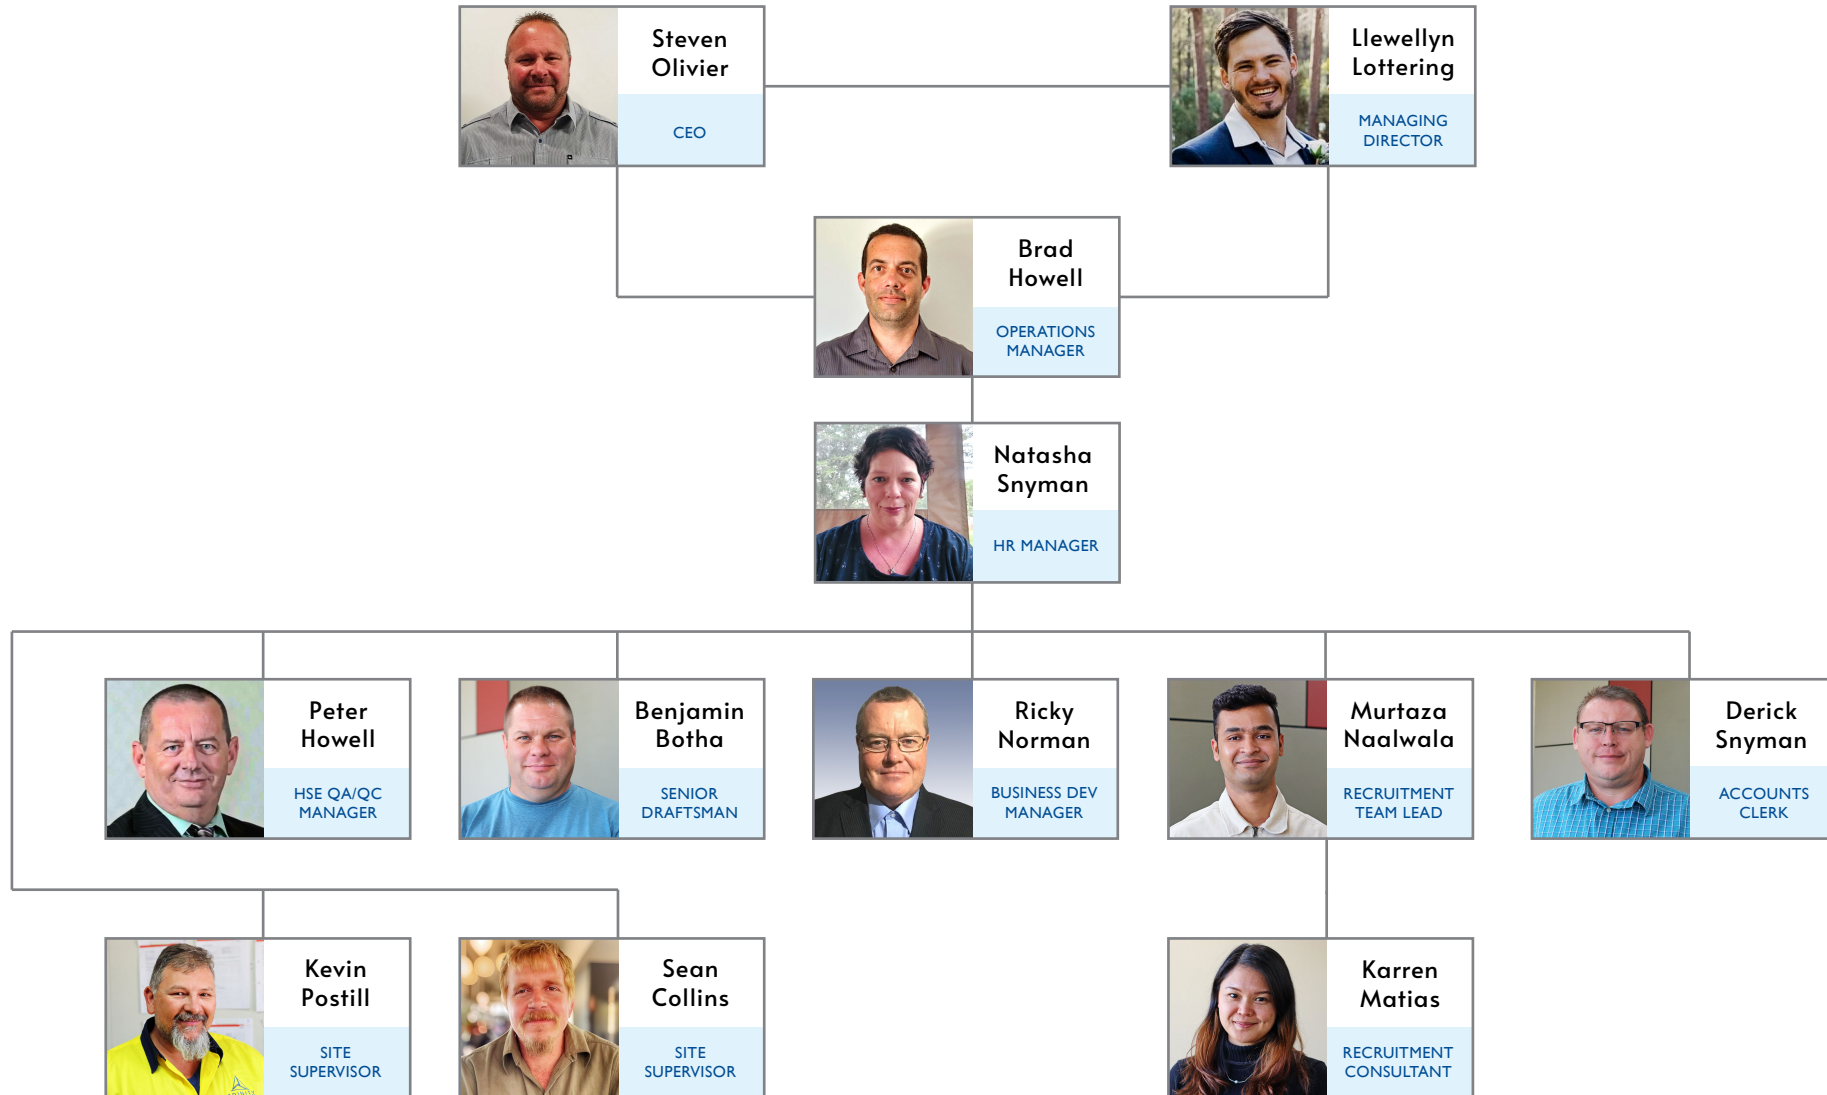 Steven
Olivier
CEO
Llewellyn
Lottering
MANAGING
DIRECTOR
Brad
Howell
OPERATIONS
MANAGER
Natasha
Snyman
HR MANAGER
Peter
Howell
HSE QA/QC
MANAGER
Benjamin
Botha
SENIOR
DRAFTSMAN
Ricky
Norman
BUSINESS DEV
MANAGER
Murtaza
Naalwala
RECRUITMENT
TEAM LEAD
Derick
Snyman
ACCOUNTS
CLERK
Kevin
Postill
SITE
SUPERVISOR
Sean
Collins
SITE
SUPERVISOR
Karren
Matias
RECRUITMENT
CONSULTANT